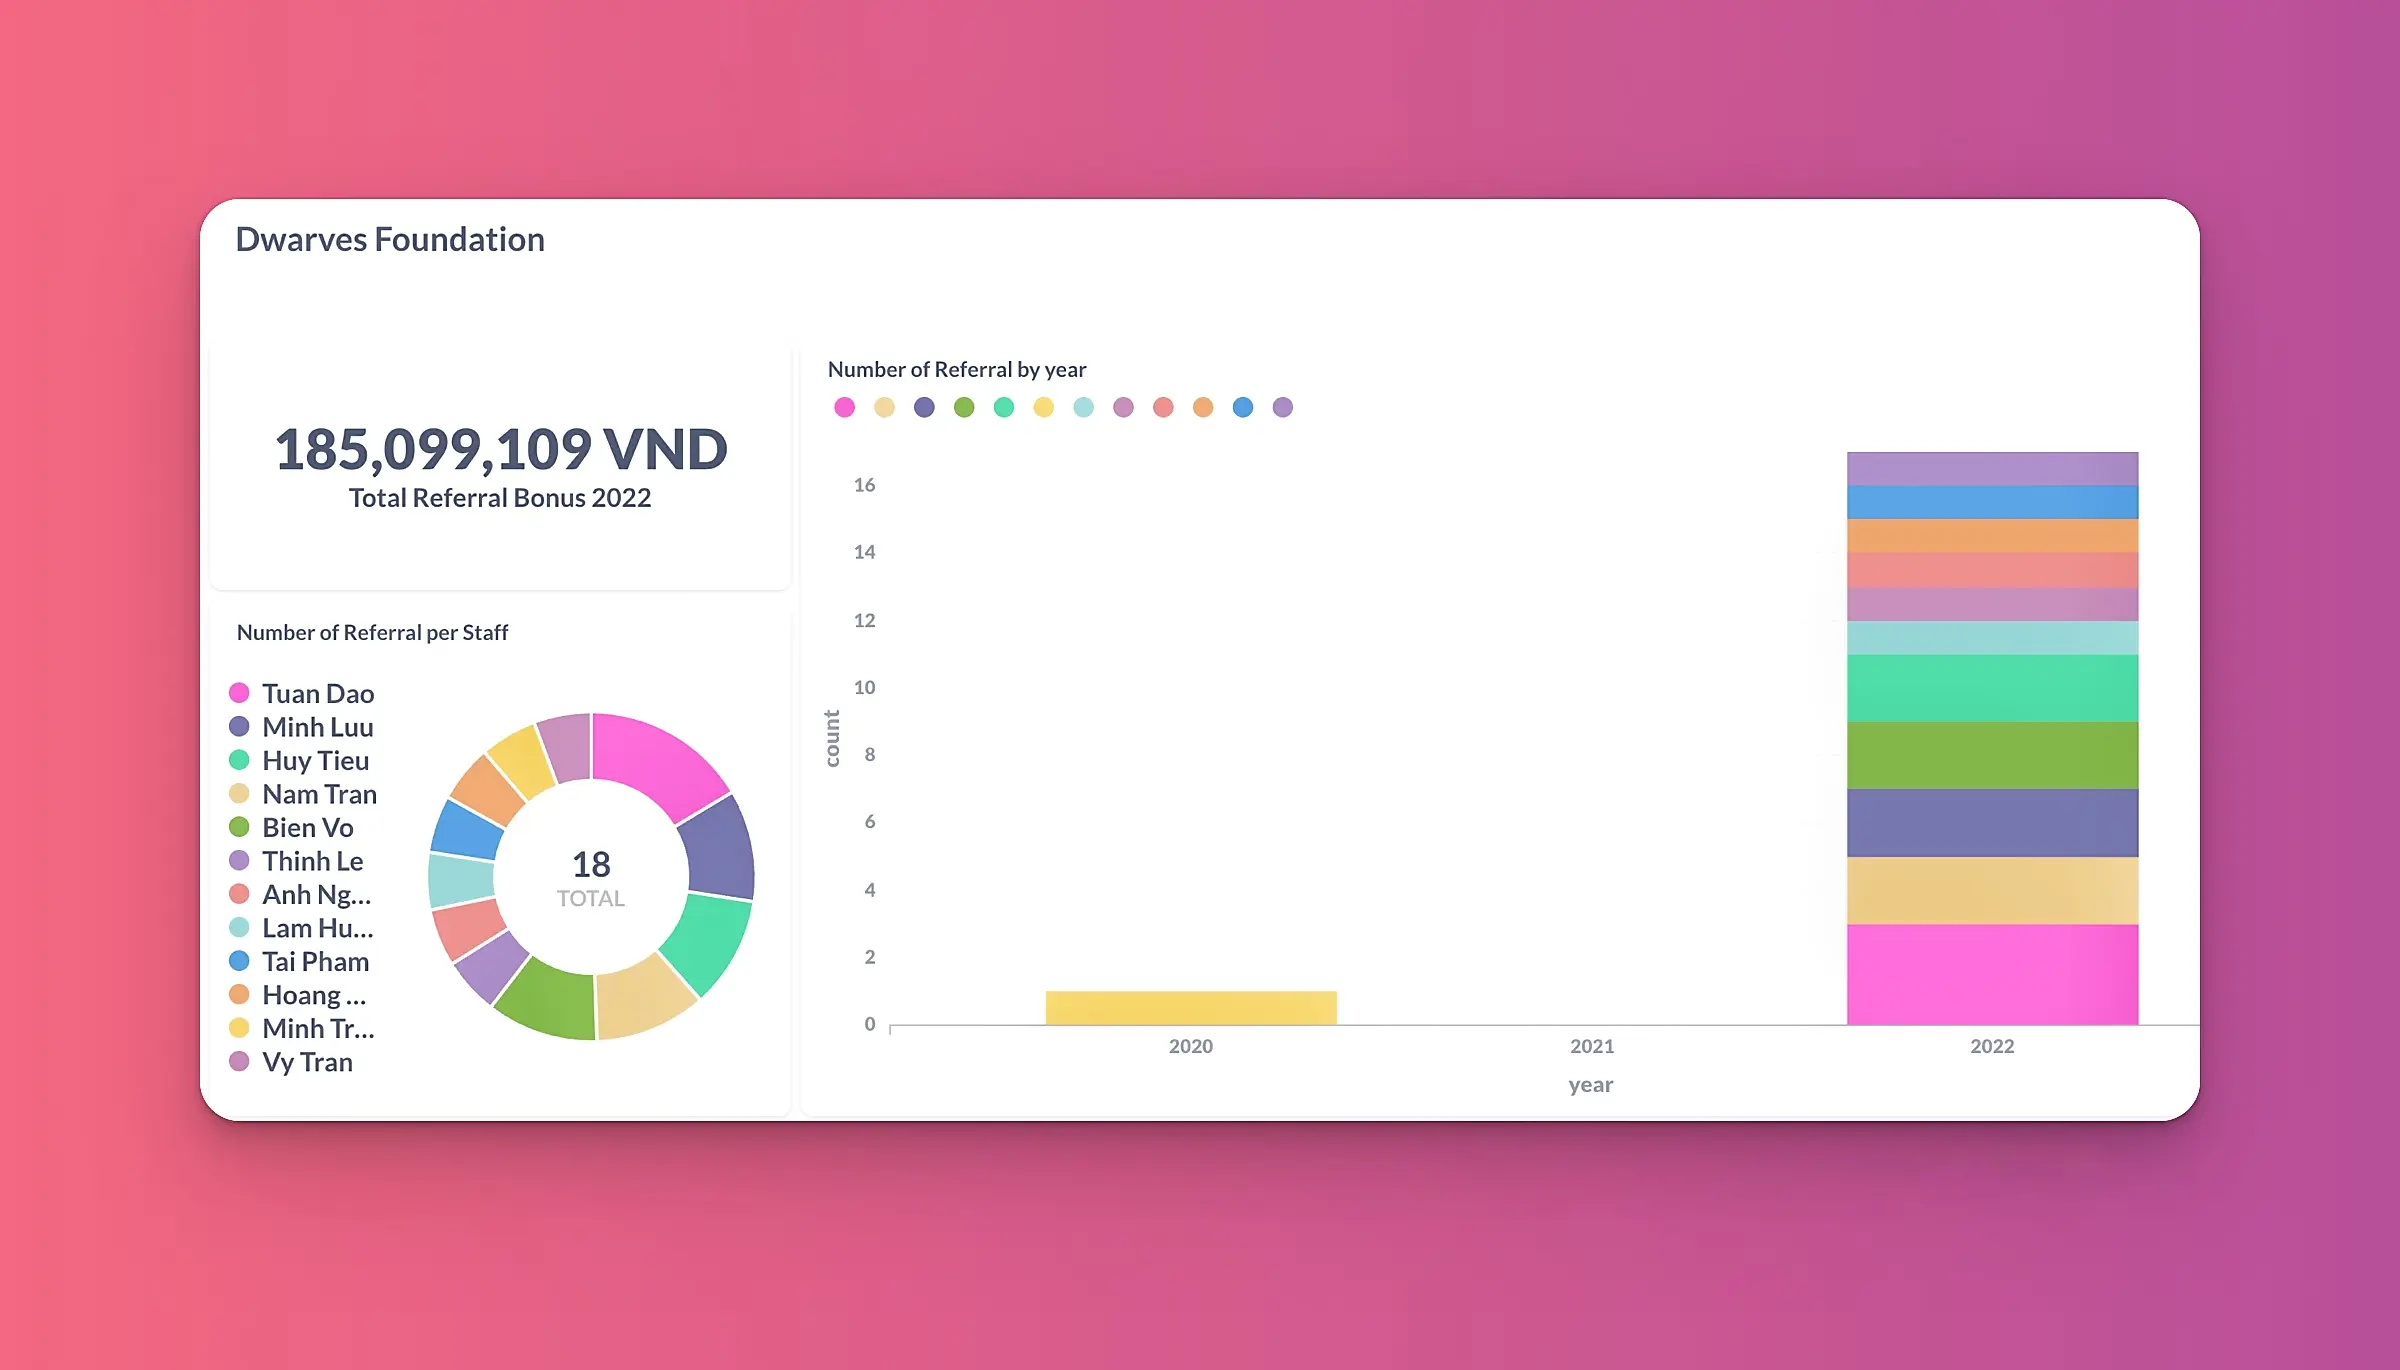 Dwarves Foundation
185,099,109 VND
Total Referral Bonus 2022
Number of Referral per Staff
Tuan Dao
Minh Luu
Huy Tieu
Nam Tran
Bien Vo
Thinh Le
Anh Ng...
Lam Hu...
Tai Pham
Hoang ...
Minh Tr...
Vy Tran
18
TOTAL
Number of Referral by year
16
14
12
10
8
6
4
2
0
count
2020
2021
2022
year